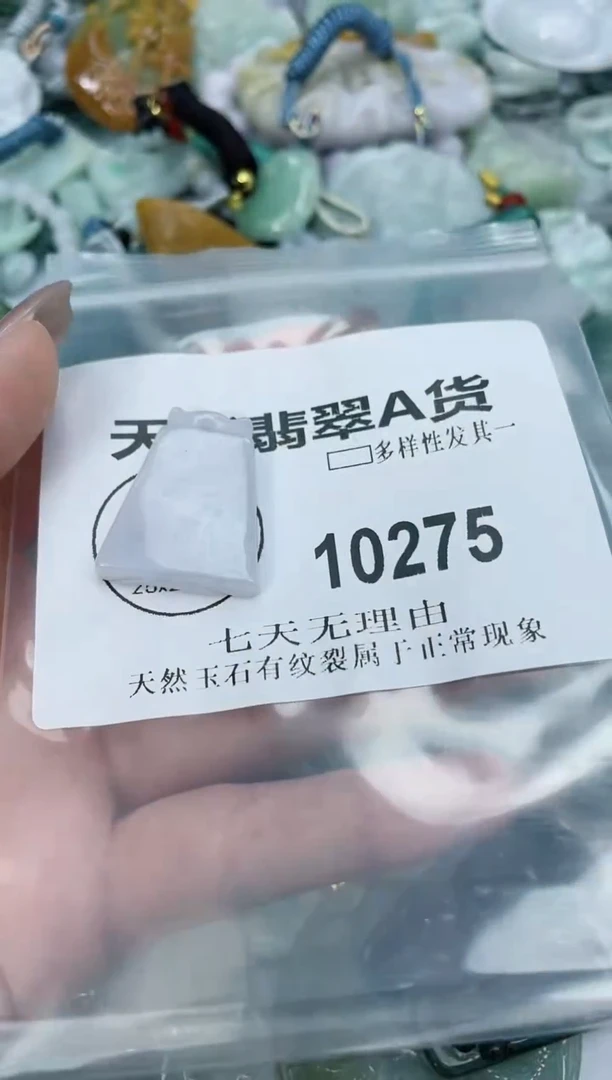 天 翡翠A货
多样性发其一
10275
七天无理由
天然玉石有纹裂属于正常现象